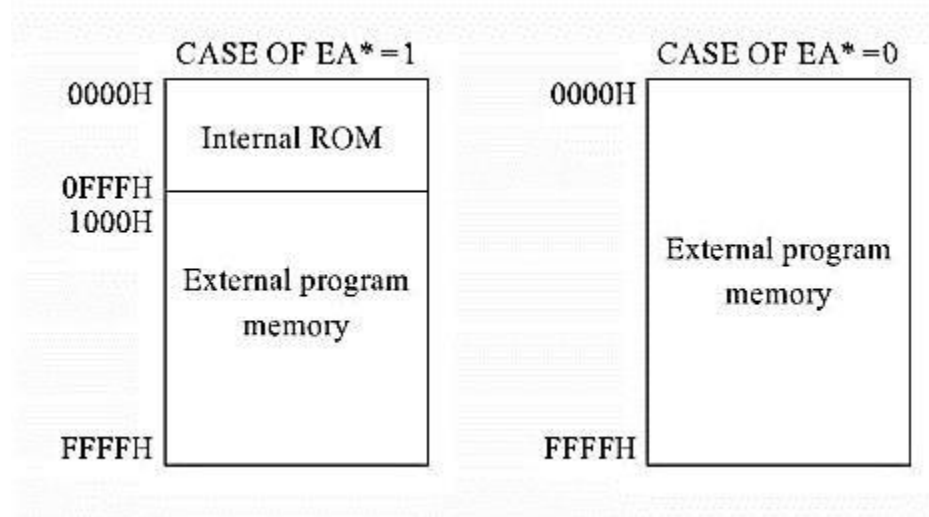 CASE OF EA*=1
0000H
Internal ROM
0FFFH
1000H
External program
memory
FFFFH
CASE OF EA*=0
0000H
External program
memory
FFFFH